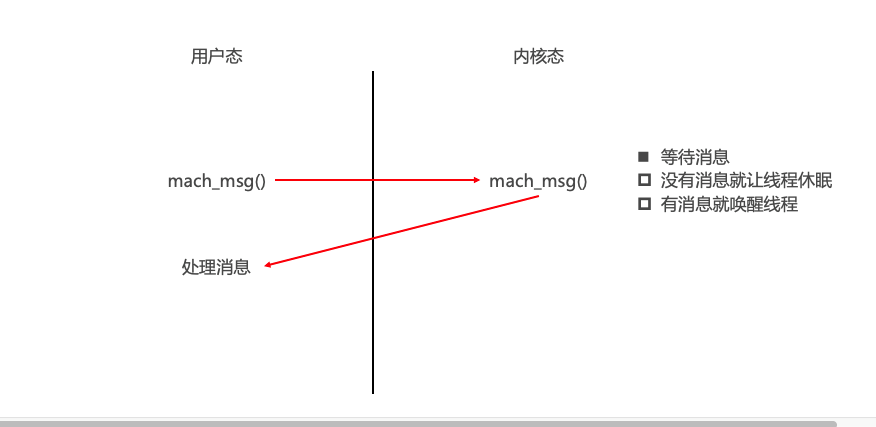 用户态
内核态
mach_msg()
mach_msg()
等待消息
没有消息就让线程休眠
有消息就唤醒线程
处理消息